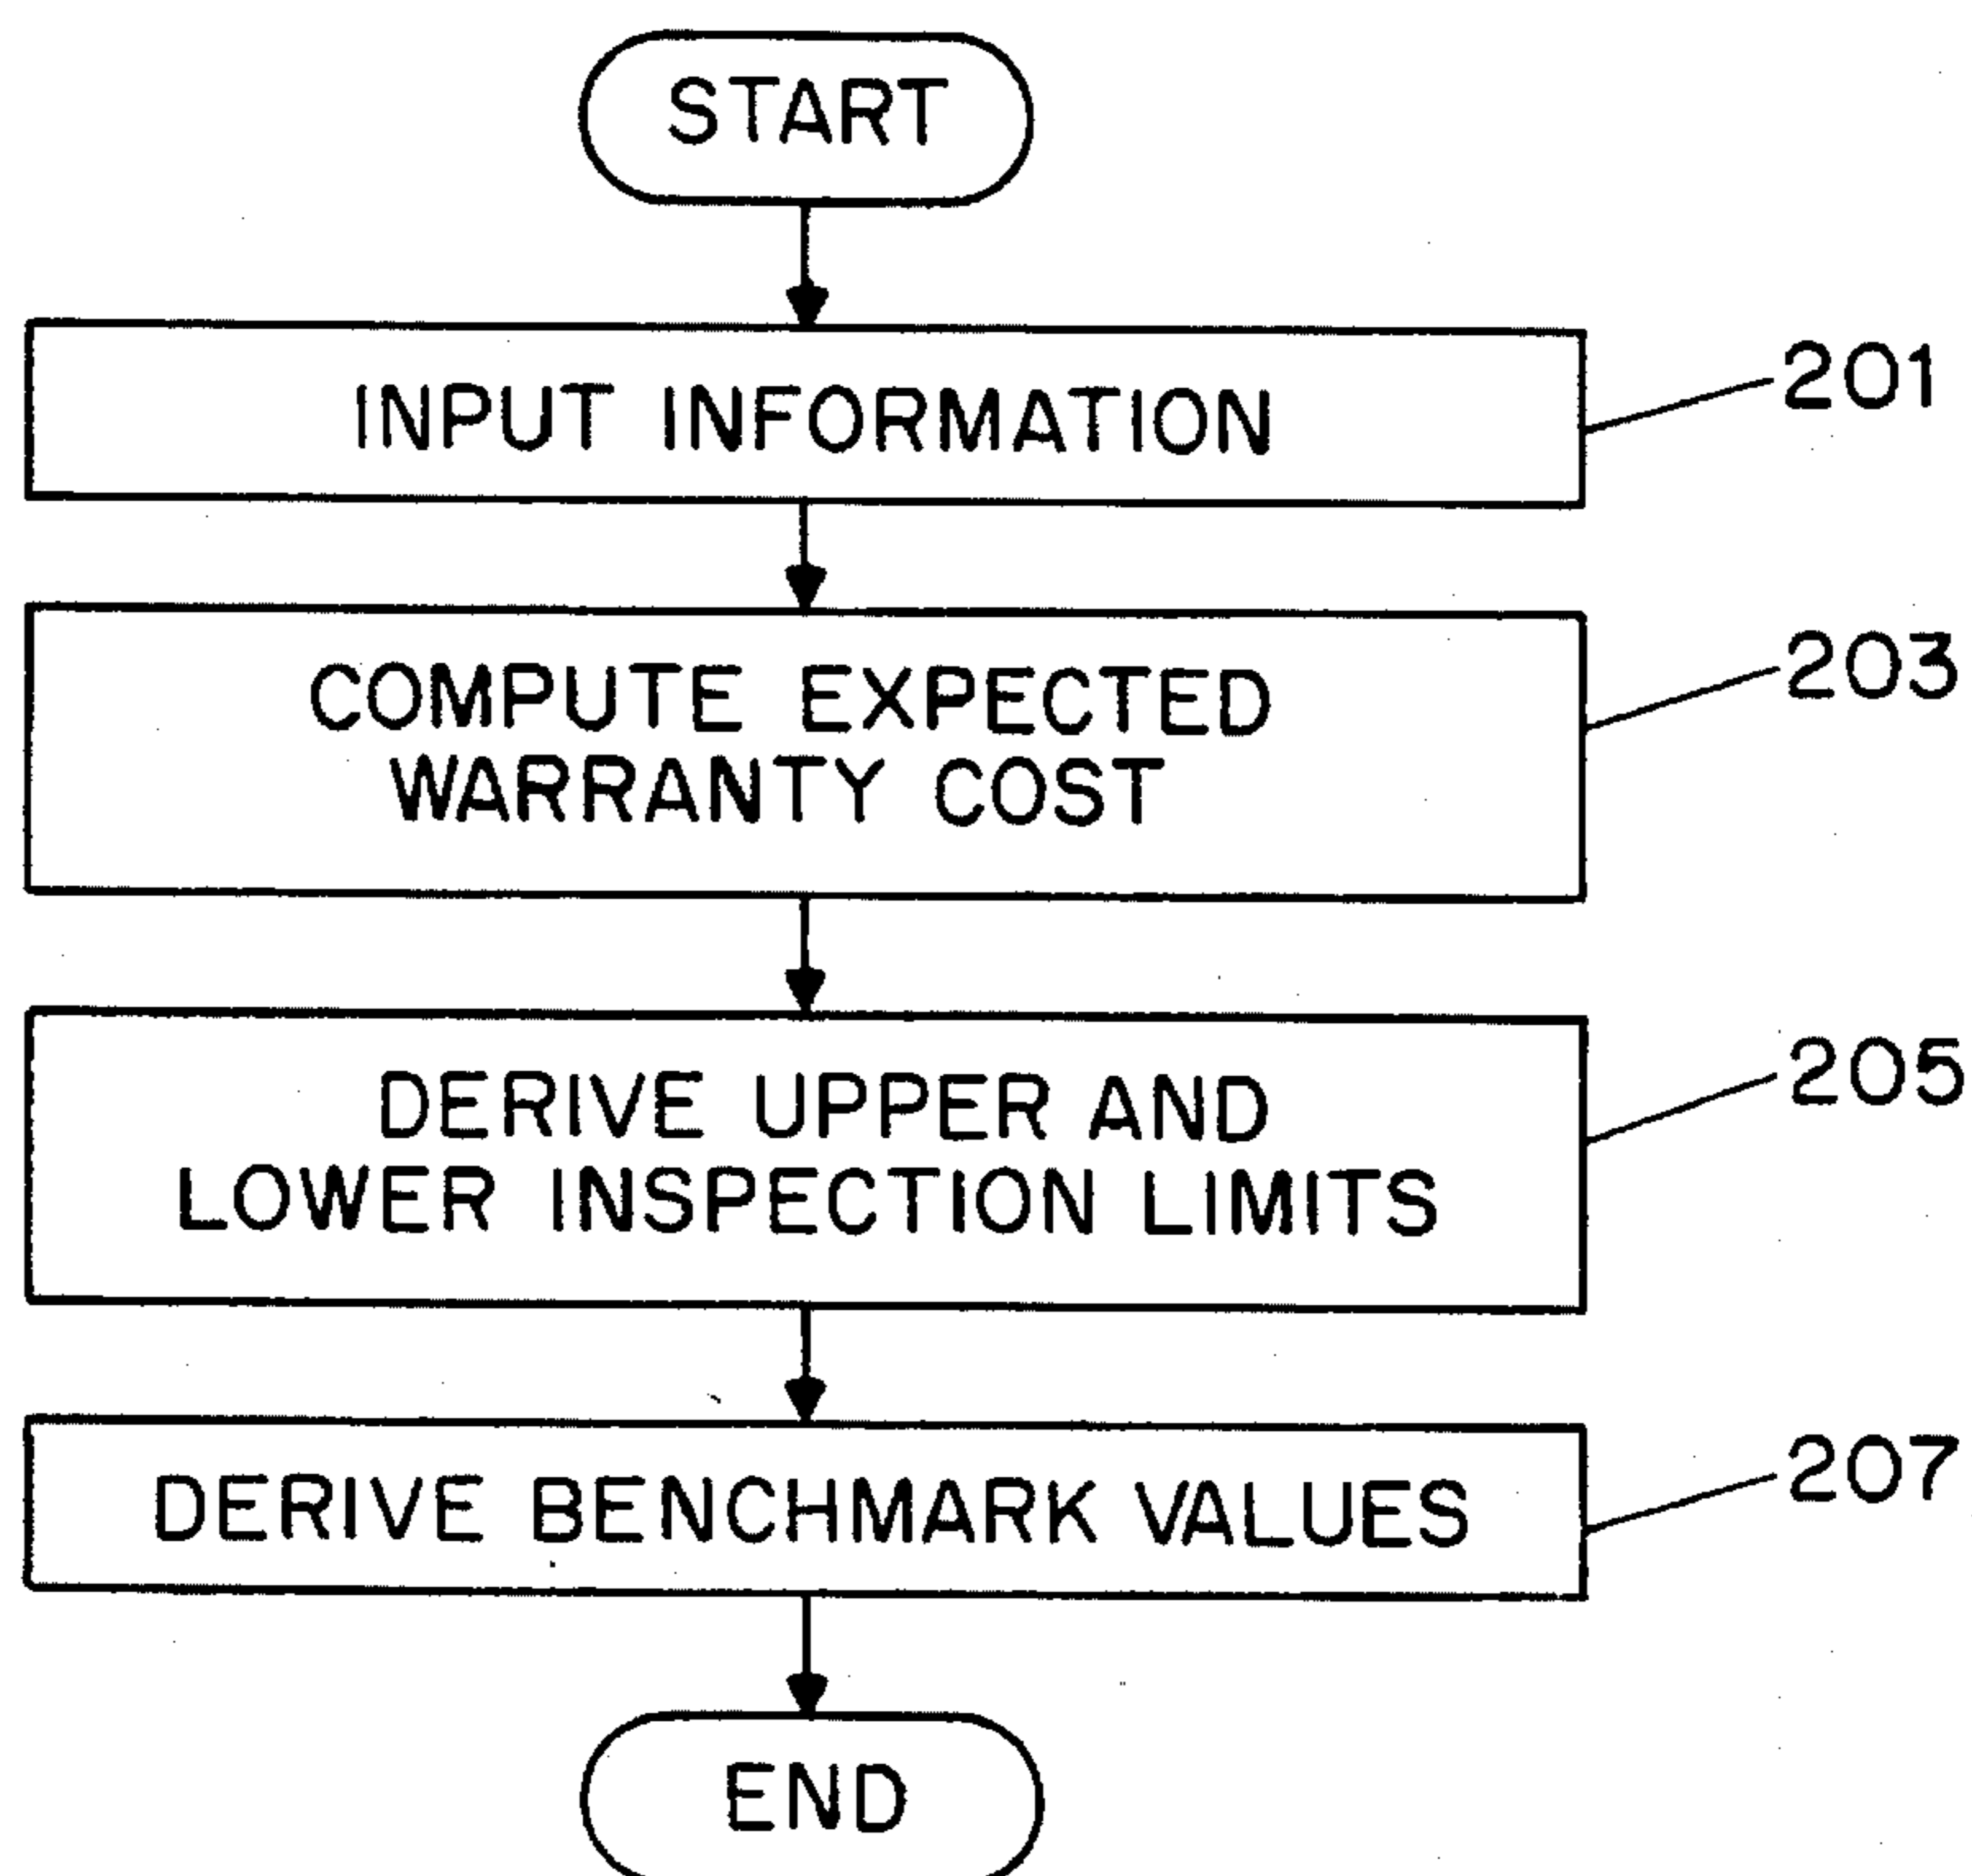 START
INPUT INFORMATION
201
COMPUTE EXPECTED
WARRANTY COST
203
DERIVE UPPER AND
LOWER INSPECTION LIMITS
205
DERIVE BENCHMARK VALUES
207
END